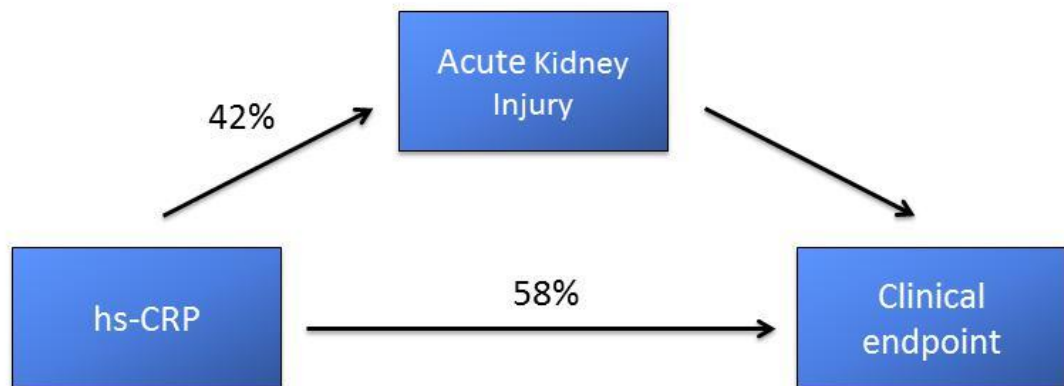 Acute Kidney
Injury
42%
hs-CRP
58%
Clinical
endpoint